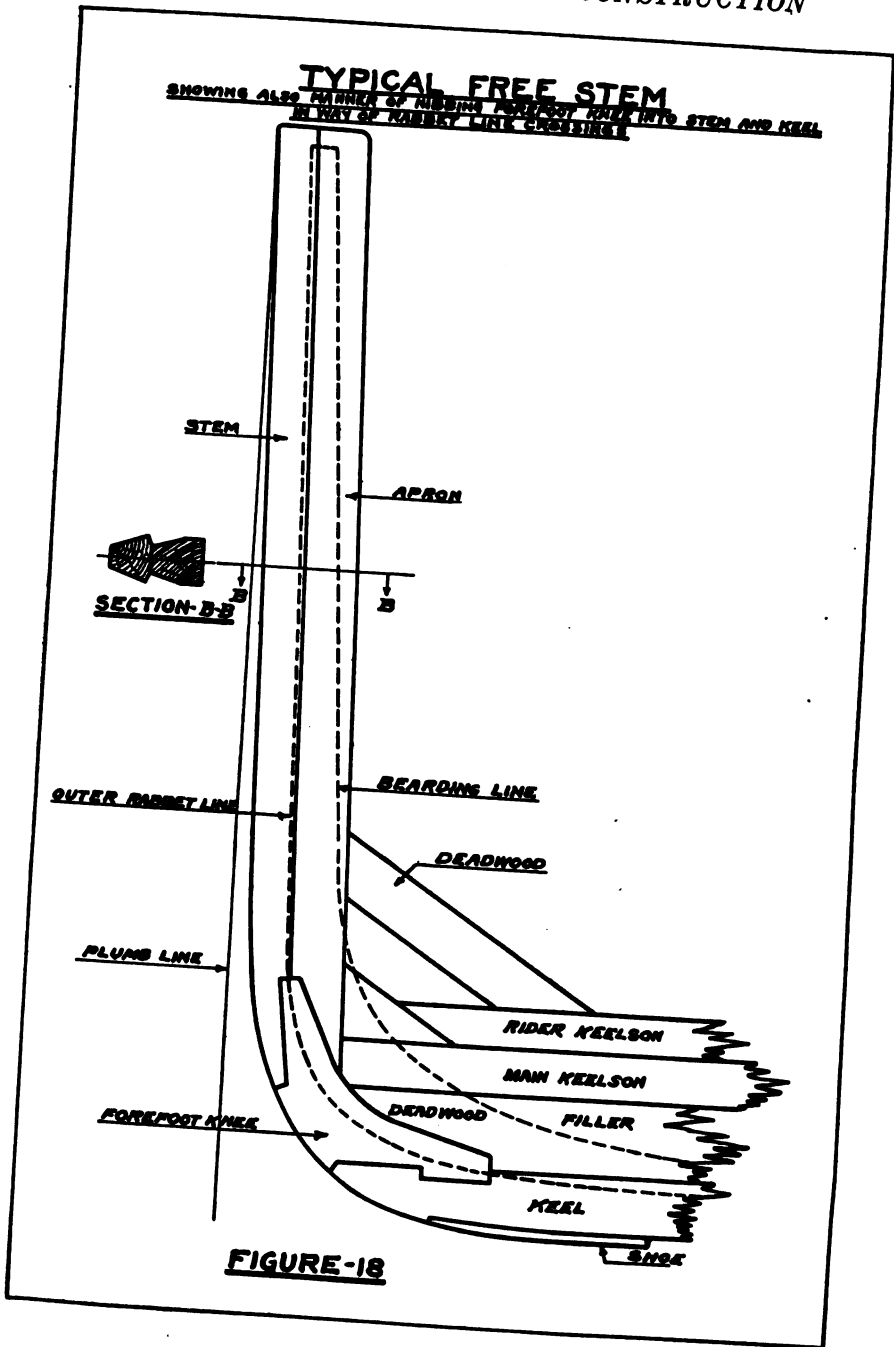 CONSTRUCTION
TYPICAL FREE STEM
SHOWING ALSO MANNER OF NIBBING FOREFOOT KNEE INTO STEM AND KEEL
IN WAY OF RABBET LINE CROSSINGS
STEM
APRON
B
B
SECTION-B-B
OUTER RABBET LINE
BEARDING LINE
DEADWOOD
PLUMB LINE
RIDER KEELSON
MAIN KEELSON
DEADWOOD
FILLER
FOREFOOT KNEE
KEEL
SHOE
FIGURE-18